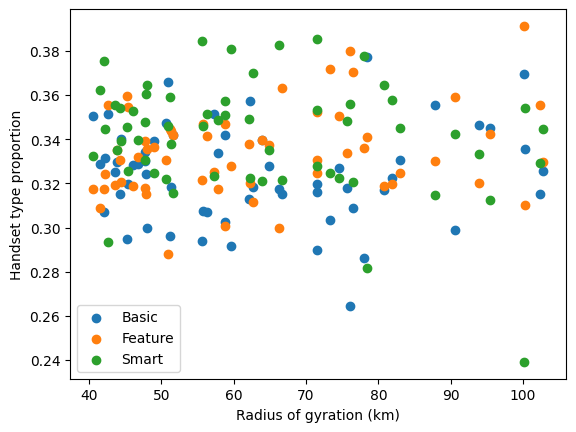 0.38
0.36
0.34
0.32
0.30
0.28
0.26
0.24
Handset type proportion
Basic
Feature
Smart
40 50 60 70 80 90 100
Radius of gyration (km)